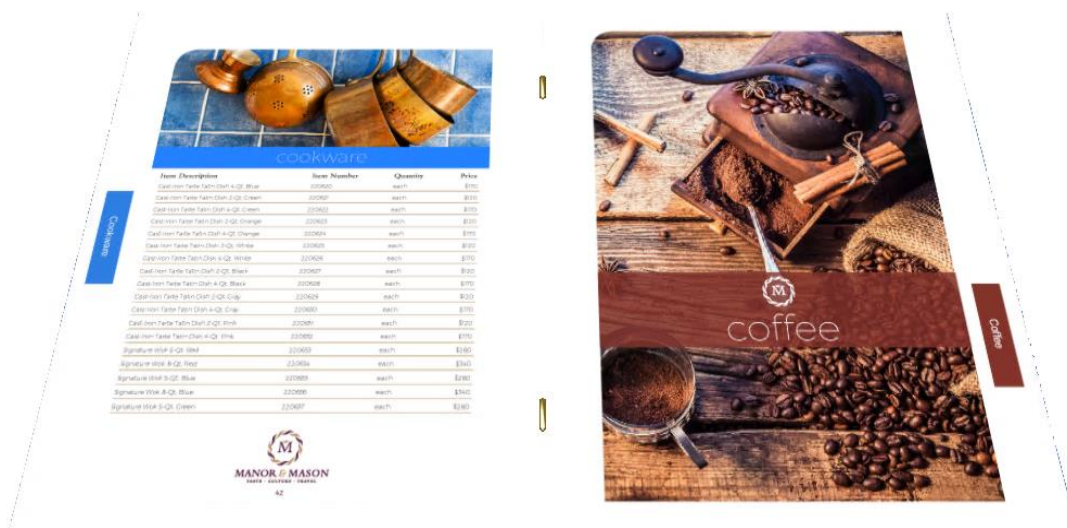 cookware
Item Description Item Number Quantity Price
Cast-Iron Tarte Tatin Dish 4-Qt. Blue 220620 each $170
Cast-Iron Tarte Tatin Dish 2-Qt. Green 220621 each $120
Cast-Iron Tarte Tatin Dish 4-Qt. Green 220622 each $170
Cast-Iron Tarte Tatin Dish 2-Qt. Orange 220623 each $120
Cast-Iron Tarte Tatin Dish 4-Qt. Orange 220624 each $170
Cast-Iron Tarte Tatin Dish 2-Qt. White 220625 each $120
Cast-Iron Tarte Tatin Dish 4-Qt. White 220626 each $170
Cast-Iron Tarte Tatin Dish 2-Qt. Black 220627 each $120
Cast-Iron Tarte Tatin Dish 4-Qt. Black 220628 each $170
Cast-Iron Tarte Tatin Dish 2-Qt. Gray 220629 each $120
Cast-Iron Tarte Tatin Dish 4-Qt. Gray 220630 each $170
Cast-Iron Tarte Tatin Dish 2-Qt. Pink 220631 each $120
Cast-Iron Tarte Tatin Dish 4-Qt. Pink 220632 each $170
Signature Wok 5-Qt. Red 220633 each $280
Signature Wok 8-Qt. Red 220634 each $340
Signature Wok 5-Qt. Blue 220635 each $280
Signature Wok 8-Qt. Blue 220636 each $340
Signature Wok 5-Qt. Green 220637 each $280
Cookware
M
MANOR & MASON
TASTE · CULTURE · TRAVEL
42
M
coffee
Coffee